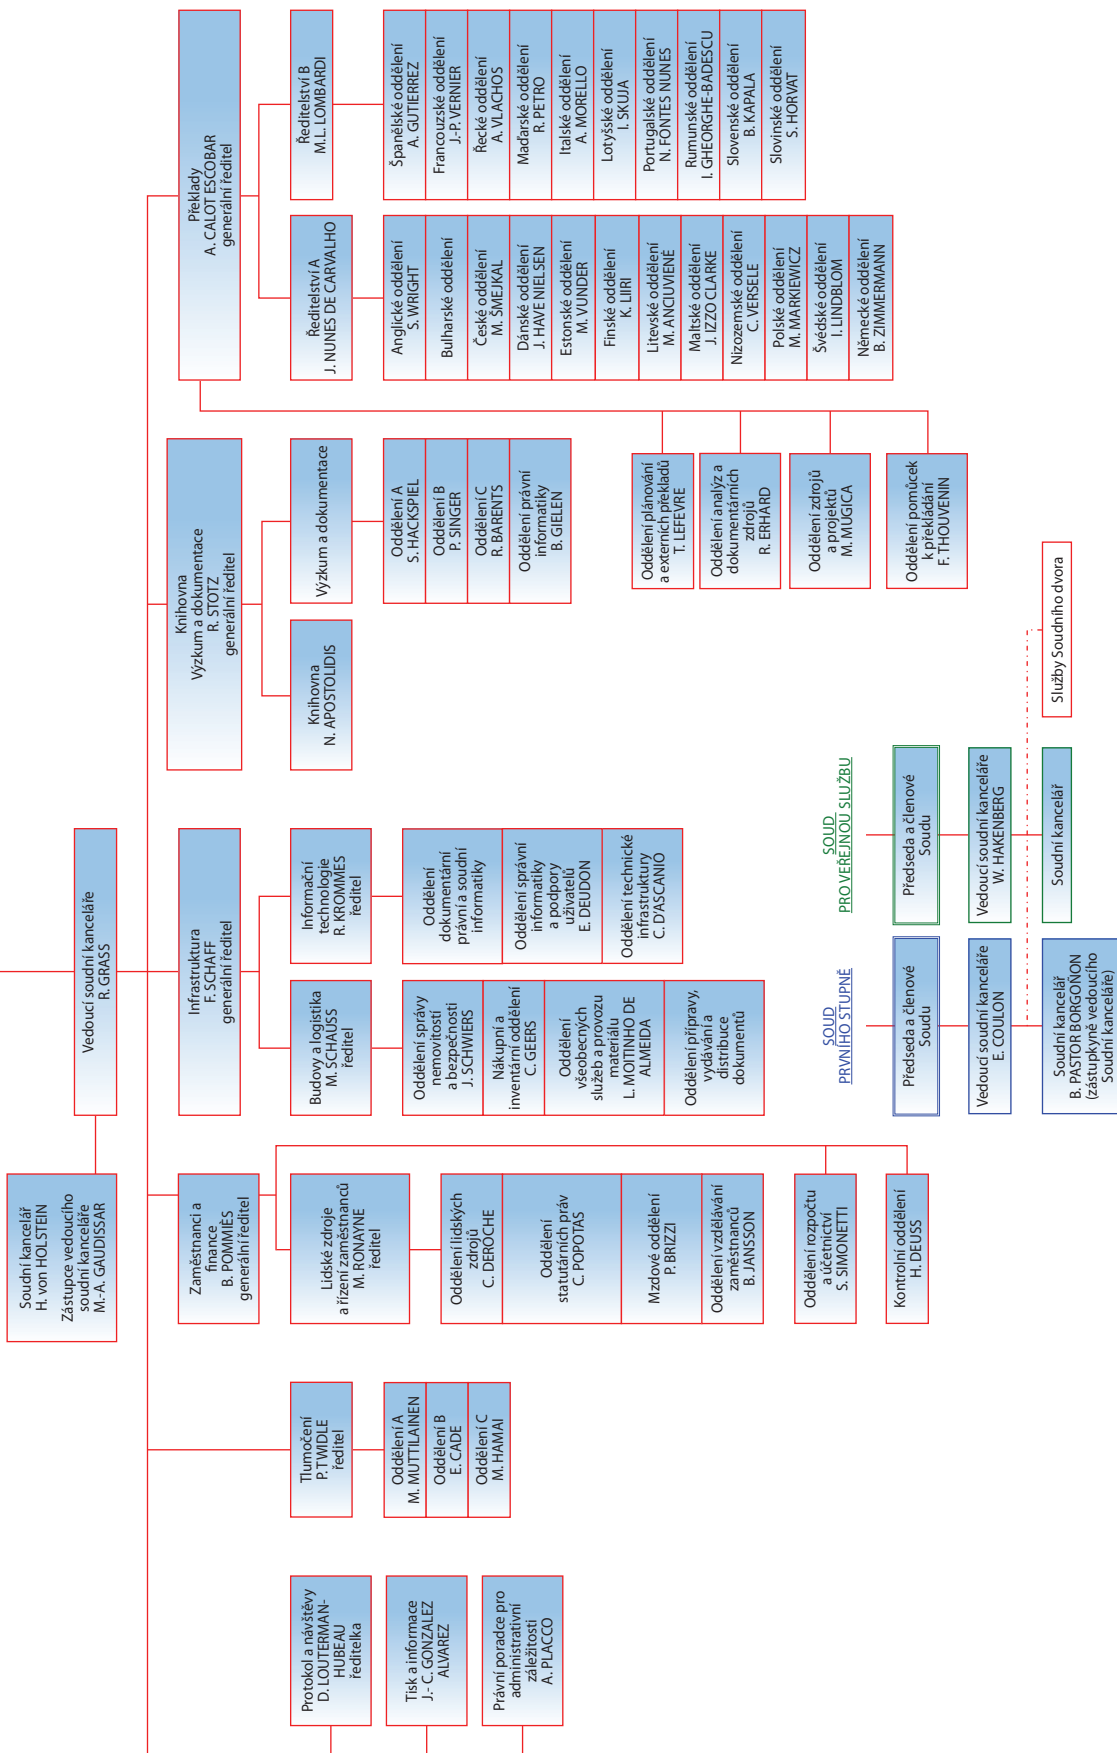 Soudní kancelář
H. von HOLSTEIN
Zástupce vedoucího
soudní kanceláře
M.-A. GAUDISSAR
Vedoucí soudní kanceláře
R. GRASS
Protokol a návštěvy
D. LOUTERMAN-
HUBEAU
ředitelka
Tisk a informace
J.- C. GONZALEZ
ALVAREZ
Právní poradce pro
administrativní
záležitosti
A. PLACCO
Tlumočení
P. TWIDLE
ředitel
Oddělení A
M. MUTTILAINEN
Oddělení B
E. CADE
Oddělení C
M. HAMAI
Zaměstnanci a
finance
B. POMMIÈS
generální ředitel
Lidské zdroje
a řízení zaměstnanců
M. RONAYNE
ředitel
Oddělení lidských
zdrojů
C. DEROCHE
Oddělení
statutárních práv
C. POPOTAS
Mzdové oddělení
P. BRIZZI
Oddělení vzdělávání
zaměstnanců
B. JANSSON
Oddělení rozpočtu
a účetnictví
S. SIMONETTI
Kontrolní oddělení
H. DEUSS
Infrastruktura
F. SCHAFF
generální ředitel
Budovy a logistika
M. SCHAUSS
ředitel
Oddělení správy
nemovitostí
a bezpečnosti
J. SCHWIERS
Nákupní a
inventární oddělení
C. GEERS
Oddělení
všeobecných
služeb a provozu
materiálu
L. MOITINHO DE
ALMEIDA
Oddělení přípravy,
vydávání a
distribuce
dokumentů
Informační
technologie
R. KROMMES
ředitel
Oddělení
dokumentární
právní a soudní
informatiky
Oddělení správní
informatiky
a podpory
uživatelů
E. DEUDON
Oddělení technické
infrastruktury
C. D'ASCANIO
Knihovna
Výzkum a dokumentace
R. STOTZ
generální ředitel
Knihovna
N. APOSTOLIDIS
Výzkum a dokumentace
Oddělení A
S. HACKSPIEL
Oddělení B
P. SINGER
Oddělení C
R. BARENTS
Oddělení právní
informatiky
B. GIELEN
Překlady
A. CALOT ESCOBAR
generální ředitel
Ředitelství A
J. NUNES DE CARVALHO
Anglické oddělení
S. WRIGHT
Bulharské oddělení
České oddělení
M. ŠMEJKAL
Dánské oddělení
J. HAVE NIELSEN
Estonské oddělení
M. VUNDER
Finské oddělení
K. LIIRI
Litevské oddělení
M. ANCIUVENĖ
Maltské oddělení
J. IZZO CLARKE
Nizozemské oddělení
C. VERSELE
Polské oddělení
M. MARKIEWICZ
Švédské oddělení
I. LINDBLOM
Německé oddělení
B. ZIMMERMANN
Ředitelství B
M.L. LOMBARDI
Španělské oddělení
A. GUTIERREZ
Francouzské oddělení
J.-P. VERNIER
Řecké oddělení
A. VLACHOS
Maďarské oddělení
R. PETRO
Italské oddělení
A. MORELLO
Lotyšské oddělení
I. SKUJA
Portugalské oddělení
N. FONTES NUNES
Rumunské oddělení
I. GHEORGHE-BADESCU
Slovenské oddělení
B. KAPALA
Slovinské oddělení
S. HORVAT
Oddělení plánování
a externích překladů
T. LEFEVRE
Oddělení analýz a
dokumentárních
zdrojů
R. ERHARD
Oddělení zdrojů
a projektů
M. MUGICA
Oddělení pomůcek
k překládání
F. THOUVENIN
SOUD
PRVNÍHO STUPNĚ
Předseda a členové
Soudu
Vedoucí soudní kanceláře
E. COULON
Soudní kancelář
B. PASTOR BORGOÑON
(zástupkyně vedoucího
Soudní kanceláře)
SOUD
PRO VEŘEJNOU SLUŽBU
Předseda a členové
Soudu
Vedoucí soudní kanceláře
W. HAKENBERG
Soudní kancelář
Služby Soudního dvora